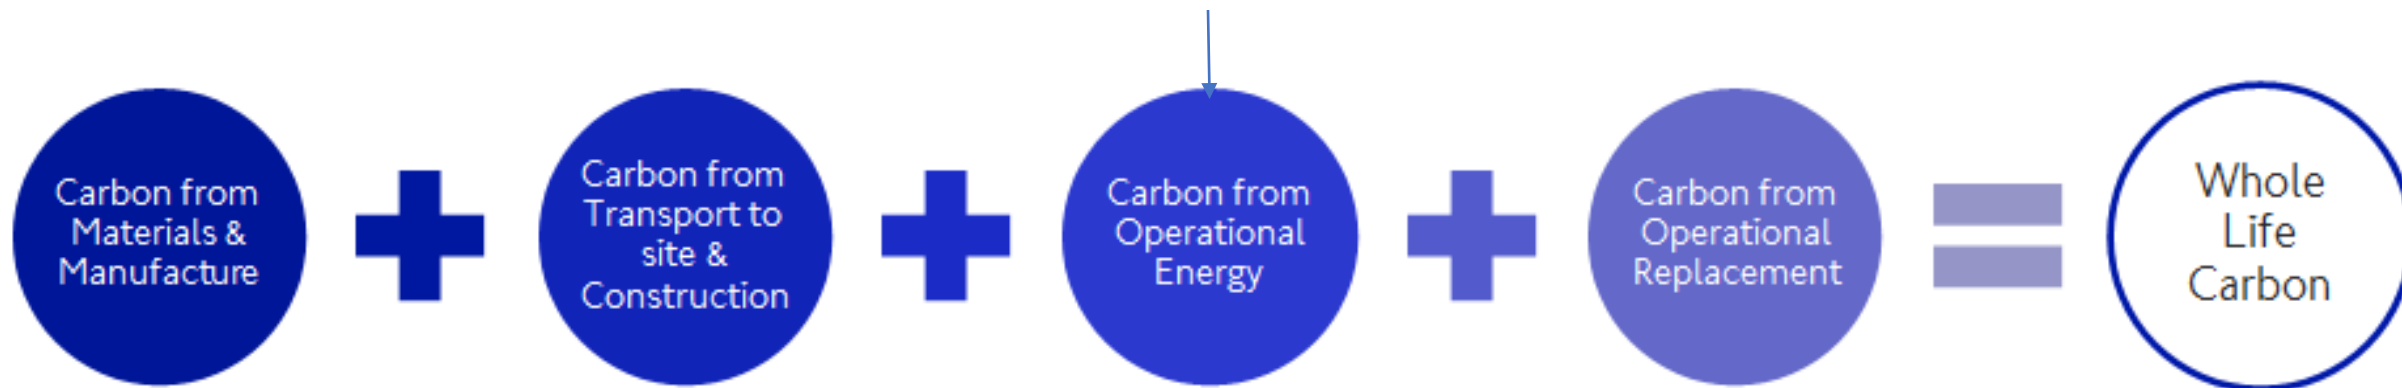 Carbon from
Materials &
Manufacture
Carbon from
Transport to
site &
Construction
Carbon from
Operational
Energy
Carbon from
Operational
Replacement
Whole
Life
Carbon